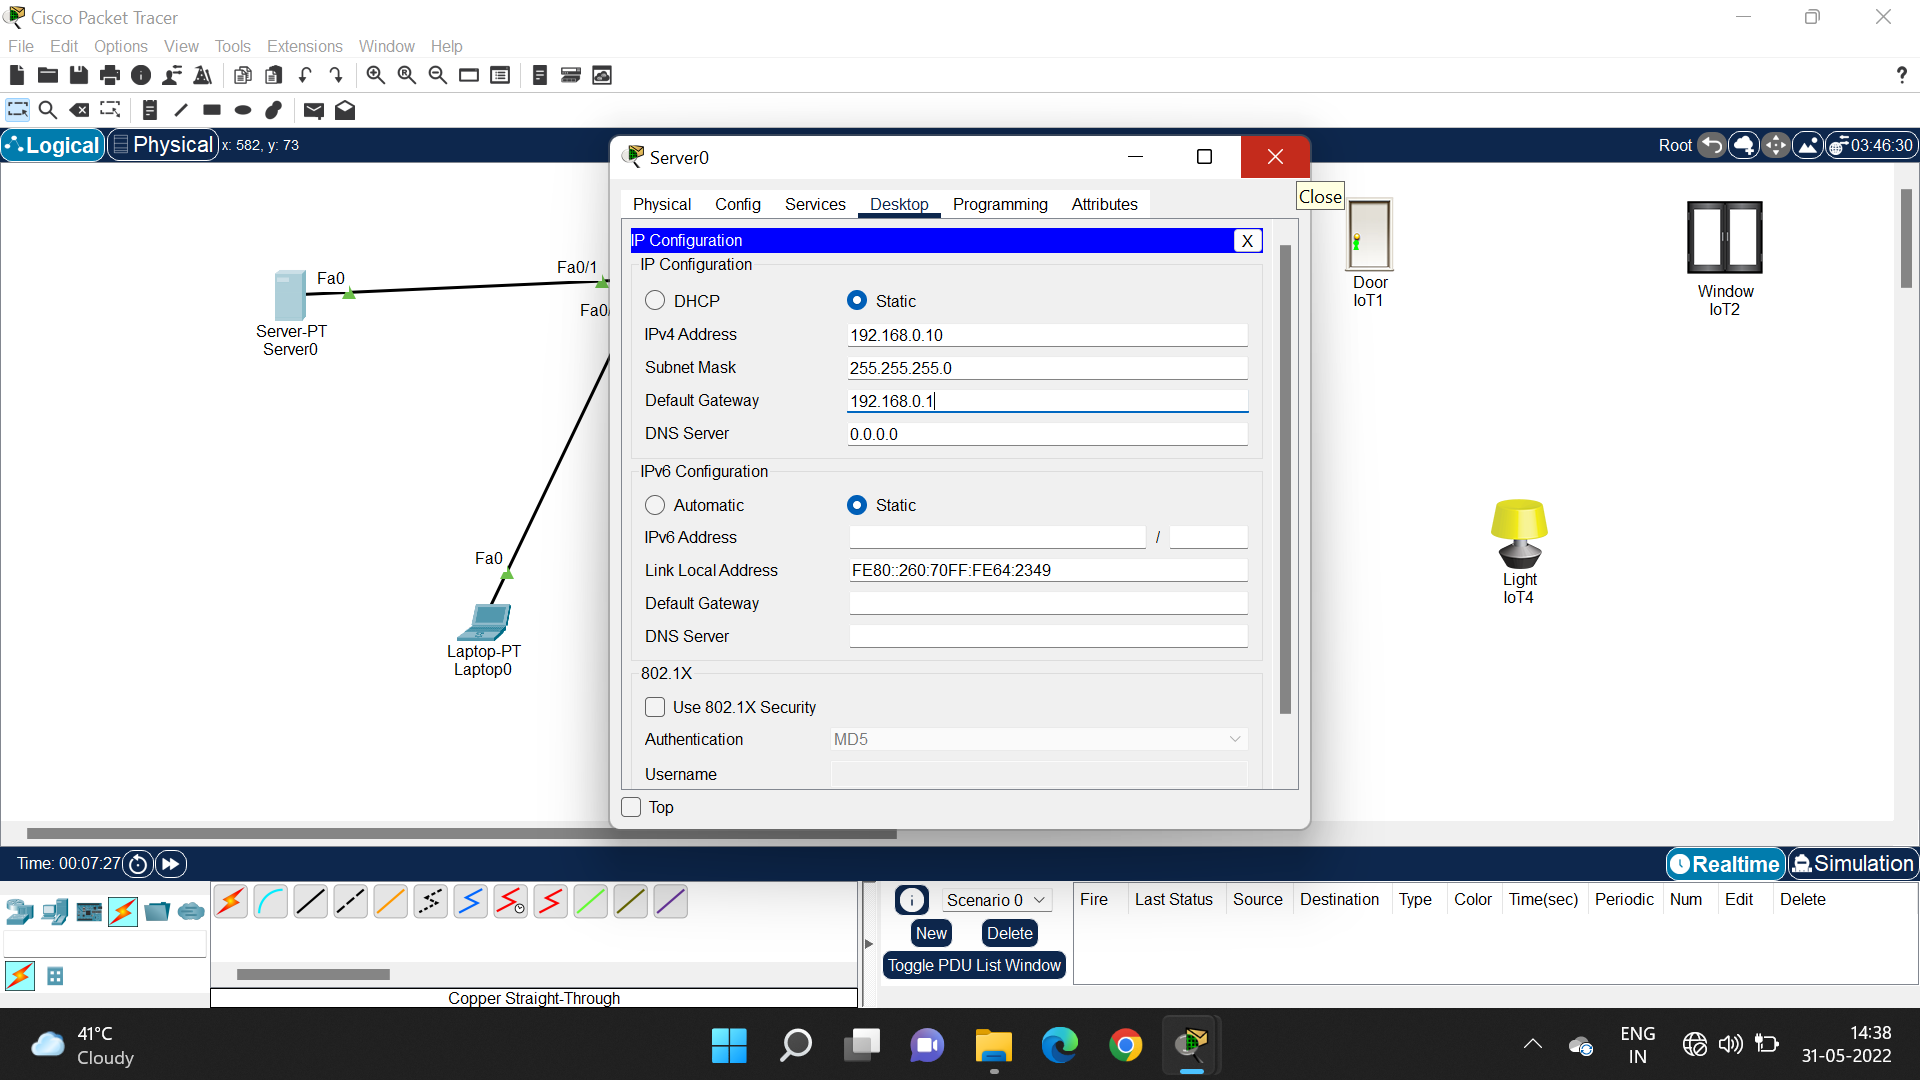 Cisco Packet Tracer
File Edit Options View Tools Extensions Window Help
Logical Physical x: 582, y: 73
Root 03:46:30
Server0
Close
Physical Config Services Desktop Programming Attributes
IP Configuration X
IP Configuration
DHCP Static
IPv4 Address 192.168.0.10
Subnet Mask 255.255.255.0
Default Gateway 192.168.0.1
DNS Server 0.0.0.0
IPv6 Configuration
Automatic Static
IPv6 Address /
Link Local Address FE80::260:70FF:FE64:2349
Default Gateway
DNS Server
802.1X
Use 802.1X Security
Authentication MD5
Username
Top
Fa0
Fa0/1
Fa0/
Server-PT
Server0
Fa0
Laptop-PT
Laptop0
Door
IoT1
Window
IoT2
Light
IoT4
Time: 00:07:27
Realtime Simulation
Scenario 0
New Delete
Toggle PDU List Window
Fire Last Status Source Destination Type Color Time(sec) Periodic Num Edit Delete
Copper Straight-Through
41°C
Cloudy
ENG
IN
14:38
31-05-2022